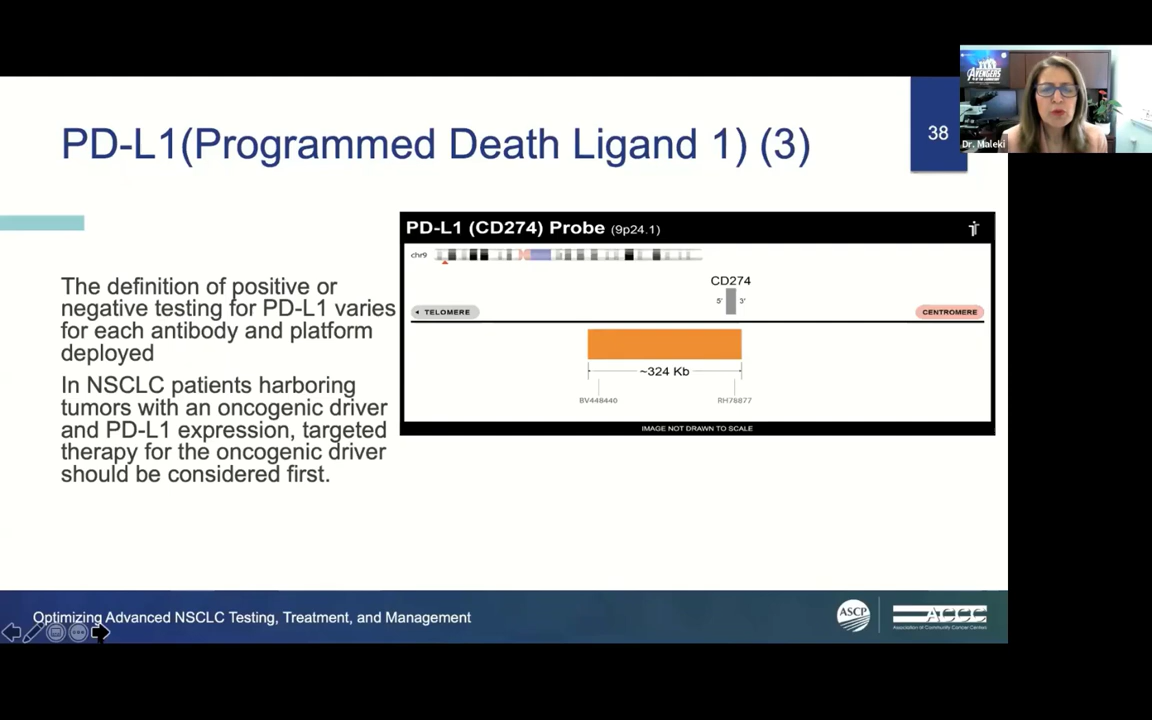 PD-L1(Programmed Death Ligand 1) (3)
38
AVENGERS
Dr. Maleki
The definition of positive or
negative testing for PD-L1 varies
for each antibody and platform
deployed
In NSCLC patients harboring
tumors with an oncogenic driver
and PD-L1 expression, targeted
therapy for the oncogenic driver
should be considered first.
PD-L1 (CD274) Probe (9p24.1)
chr9
CD274
5' 3'
TELOMERE
CENTROMERE
~324 Kb
BV448440
RH78877
IMAGE NOT DRAWN TO SCALE
Optimizing Advanced NSCLC Testing, Treatment, and Management
ASCP
ACCC
Association of Community Cancer Centers